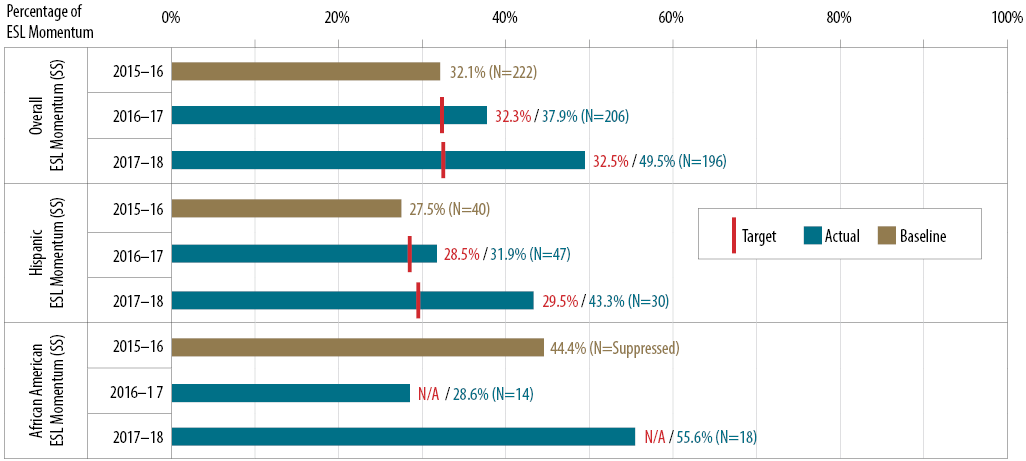 Percentage of
ESL Momentum
0% 20% 40% 60% 80% 100%
Overall
ESL Momentum (SS)
2015–16 32.1% (N=222)
2016–17 32.3% / 37.9% (N=206)
2017–18 32.5% / 49.5% (N=196)
Hispanic
ESL Momentum (SS)
2015–16 27.5% (N=40)
2016–17 28.5% / 31.9% (N=47)
2017–18 29.5% / 43.3% (N=30)
Target Actual Baseline
African American
ESL Momentum (SS)
2015–16 44.4% (N=Suppressed)
2016–1 7 N/A / 28.6% (N=14)
2017–18 N/A / 55.6% (N=18)